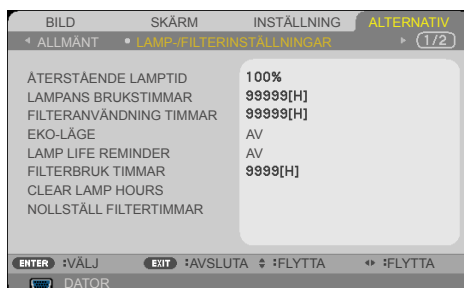 BILD SKÄRM INSTÄLLNING ALTERNATIV
ALLMÄNT • LAMP-/FILTERINSTÄLLNINGAR 1/2
ÅTERSTÅENDE LAMPTID 100%
LAMPANS BRUKSTIMMAR 99999[H]
FILTERANVÄNDNING TIMMAR 99999[H]
EKO-LÄGE AV
LAMP LIFE REMINDER AV
FILTERBRUK TIMMAR 9999[H]
CLEAR LAMP HOURS
NOLLSTÄLL FILTERTIMMAR
ENTER :VÄLJ EXIT :AVSLUTA :FLYTTA :FLYTTA
DATOR